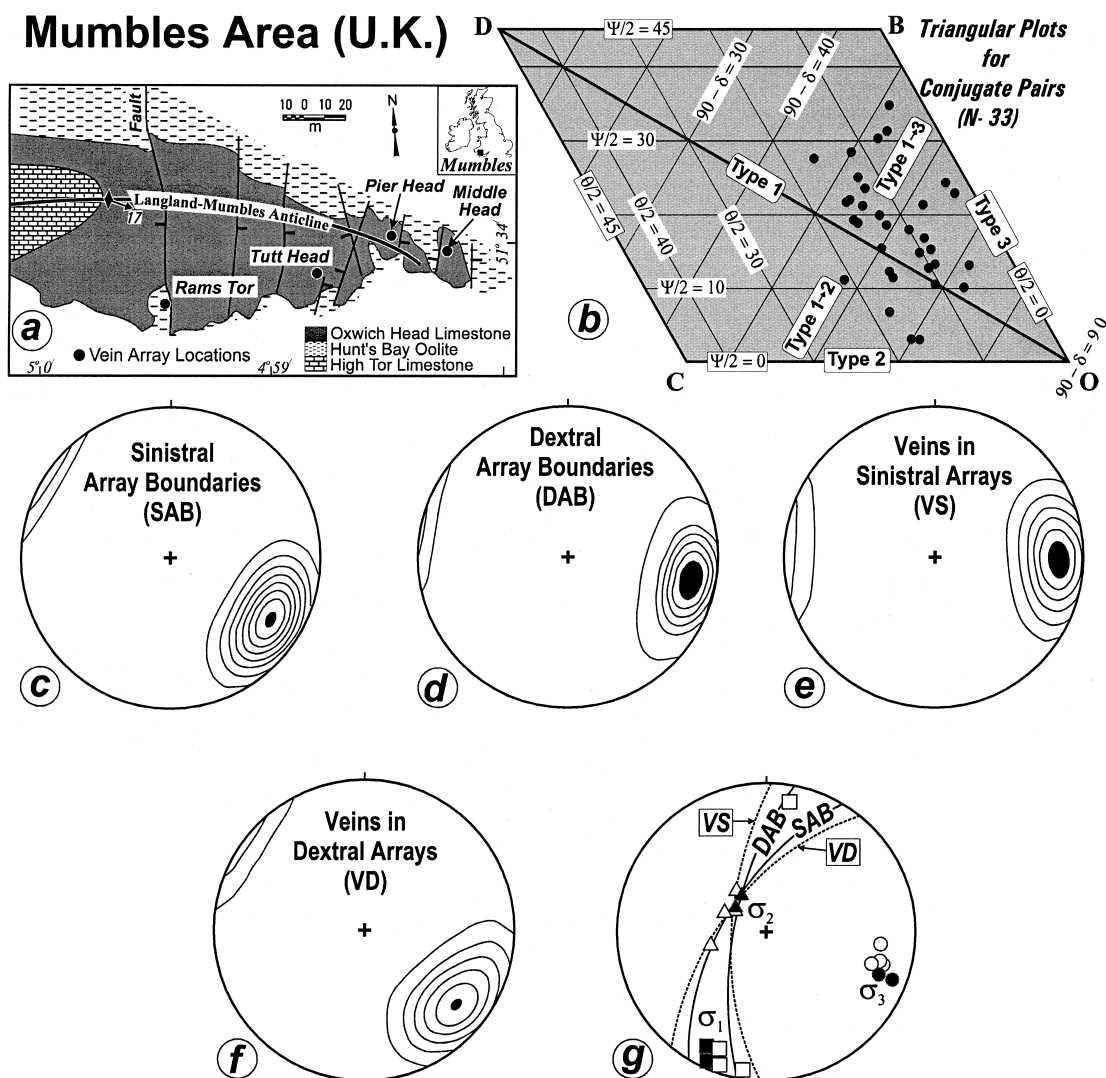 Mumbles Area (U.K.)
10 0 10 20
m
N
Mumbles
Fault
17
Langland-Mumbles Anticline
Pier Head
Middle
Head
Tutt Head
Rams Tor
51° 34'
a
Vein Array Locations
Oxwich Head Limestone
Hunt's Bay Oolite
High Tor Limestone
5° 0'
4° 59'
D
B
Triangular Plots
for
Conjugate Pairs
(N- 33)
Ψ/2 = 45
90 - δ = 30
90 - δ = 40
Ψ/2 = 30
Type 1
Type 1→3
θ/2 = 45
θ/2 = 40
θ/2 = 30
Type 3
Ψ/2 = 10
Type 1→2
θ/2 = 0
b
Ψ/2 = 0
Type 2
C
O
90 - δ = 9 0
Sinistral
Array Boundaries
(SAB)
c
Dextral
Array Boundaries
(DAB)
d
Veins in
Sinistral Arrays
(VS)
e
Veins in
Dextral Arrays
(VD)
f
VS
DAB
SAB
VD
σ2
σ3
σ1
g